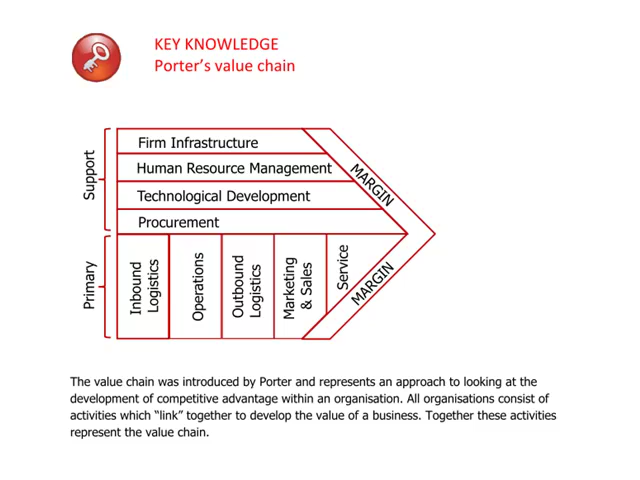 KEY KNOWLEDGE
Porter’s value chain
Support
Firm Infrastructure
Human Resource Management
Technological Development
Procurement
MARGIN
Primary
Inbound
Logistics
Operations
Outbound
Logistics
Marketing
& Sales
Service
MARGIN
The value chain was introduced by Porter and represents an approach to looking at the
development of competitive advantage within an organisation. All organisations consist of
activities which “link” together to develop the value of a business. Together these activities
represent the value chain.